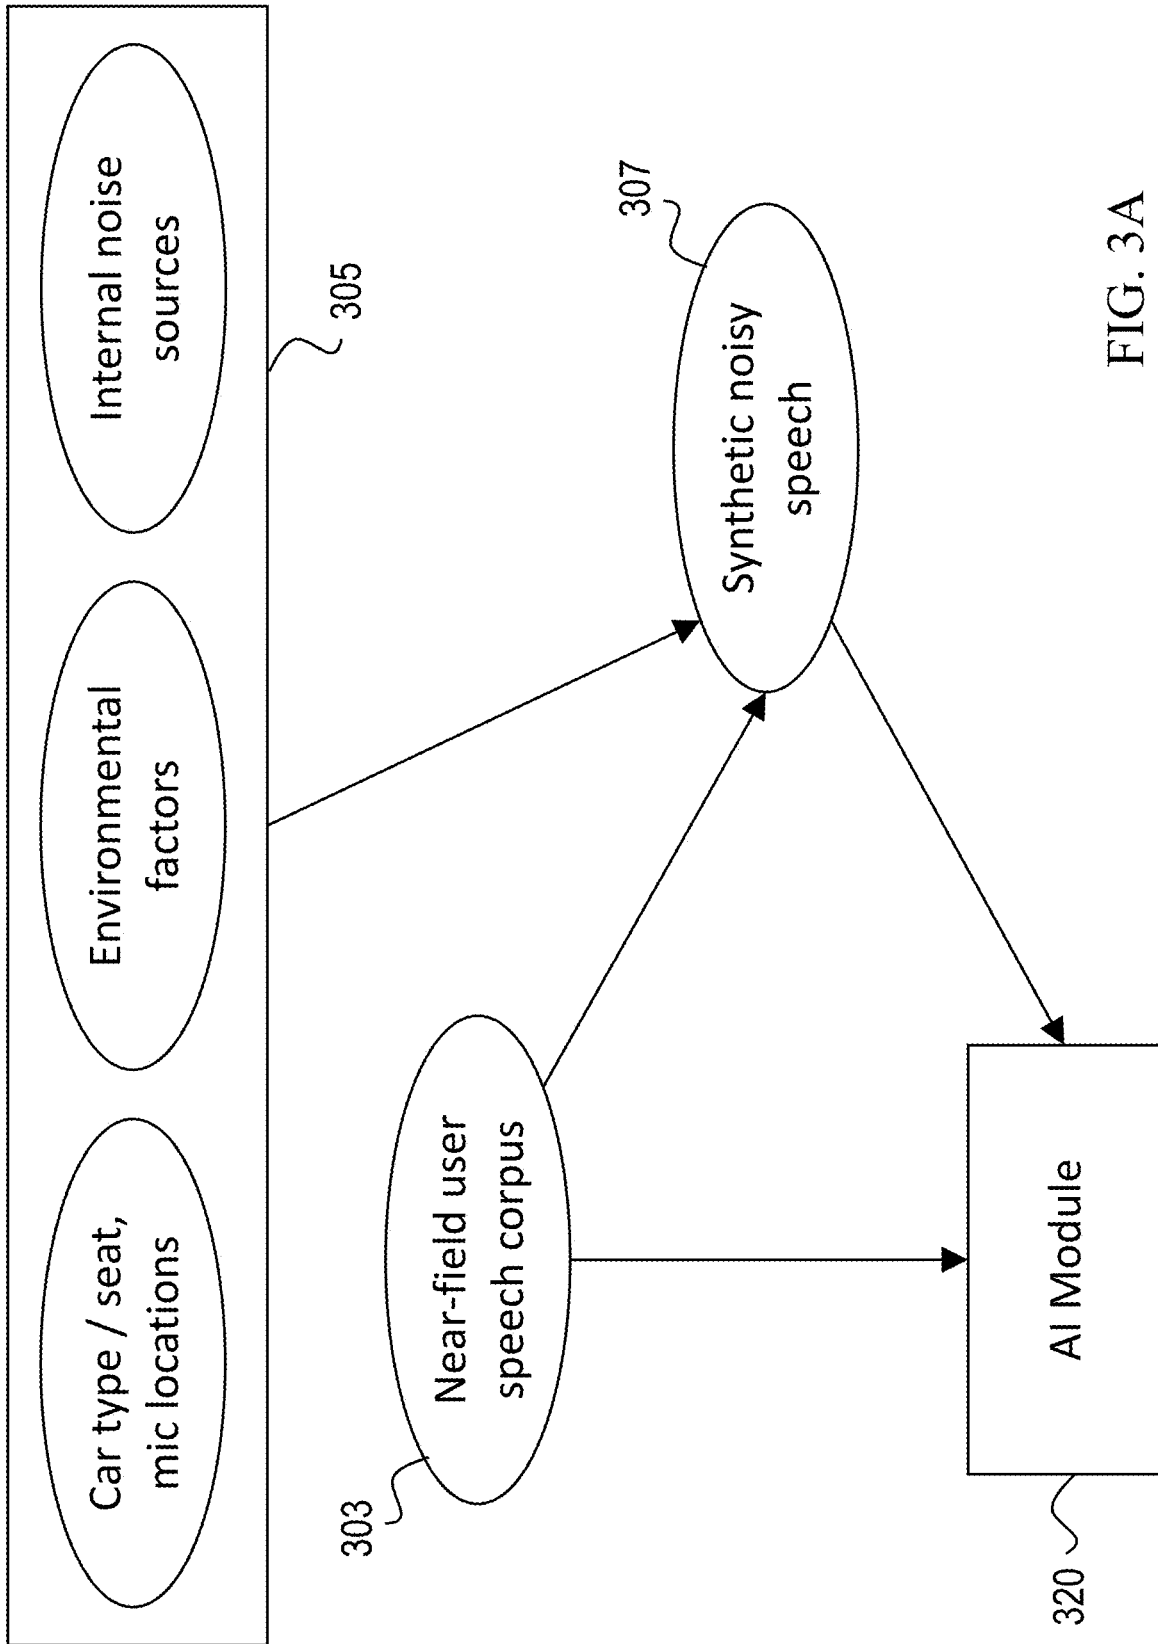 Car type / seat,
mic locations
Environmental
factors
Internal noise
sources
305
303
Near-field user
speech corpus
307
Synthetic noisy
speech
320
AI Module
FIG. 3A